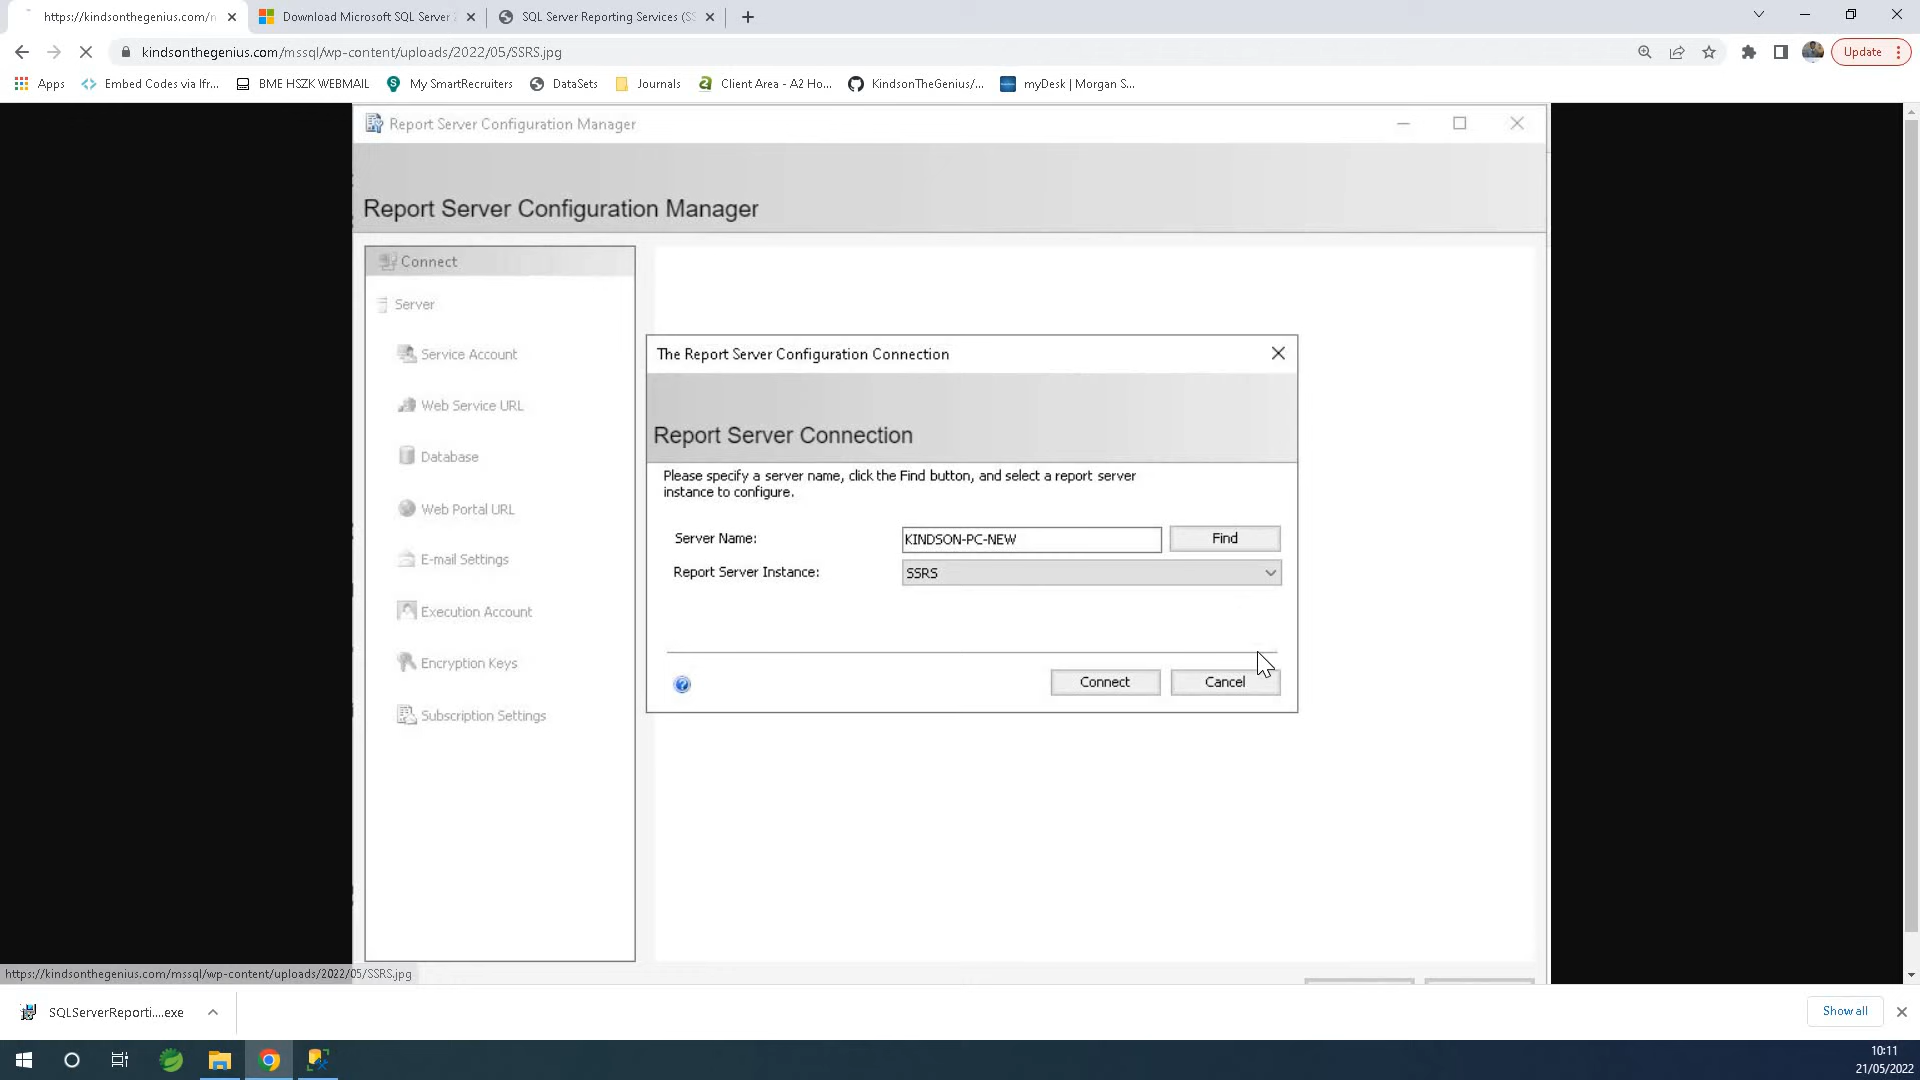 https://kindsonthegenius.com/n
Download Microsoft SQL Server
SQL Server Reporting Services (SS
kindsonthegenius.com/mssql/wp-content/uploads/2022/05/SSRS.jpg
Update
Apps
Embed Codes via Ifr...
BME HSZK WEBMAIL
My SmartRecruiters
DataSets
Journals
Client Area - A2 Ho...
KindsonTheGenius/...
myDesk | Morgan S...
Report Server Configuration Manager
Report Server Configuration Manager
Connect
Server
Service Account
Web Service URL
Database
Web Portal URL
E-mail Settings
Execution Account
Encryption Keys
Subscription Settings
The Report Server Configuration Connection
Report Server Connection
Please specify a server name, click the Find button, and select a report server
instance to configure.
Server Name:
KINDSON-PC-NEW
Find
Report Server Instance:
SSRS
Connect
Cancel
https://kindsonthegenius.com/mssql/wp-content/uploads/2022/05/SSRS.jpg
SQLServerReporti....exe
Show all
10:11
21/05/2022